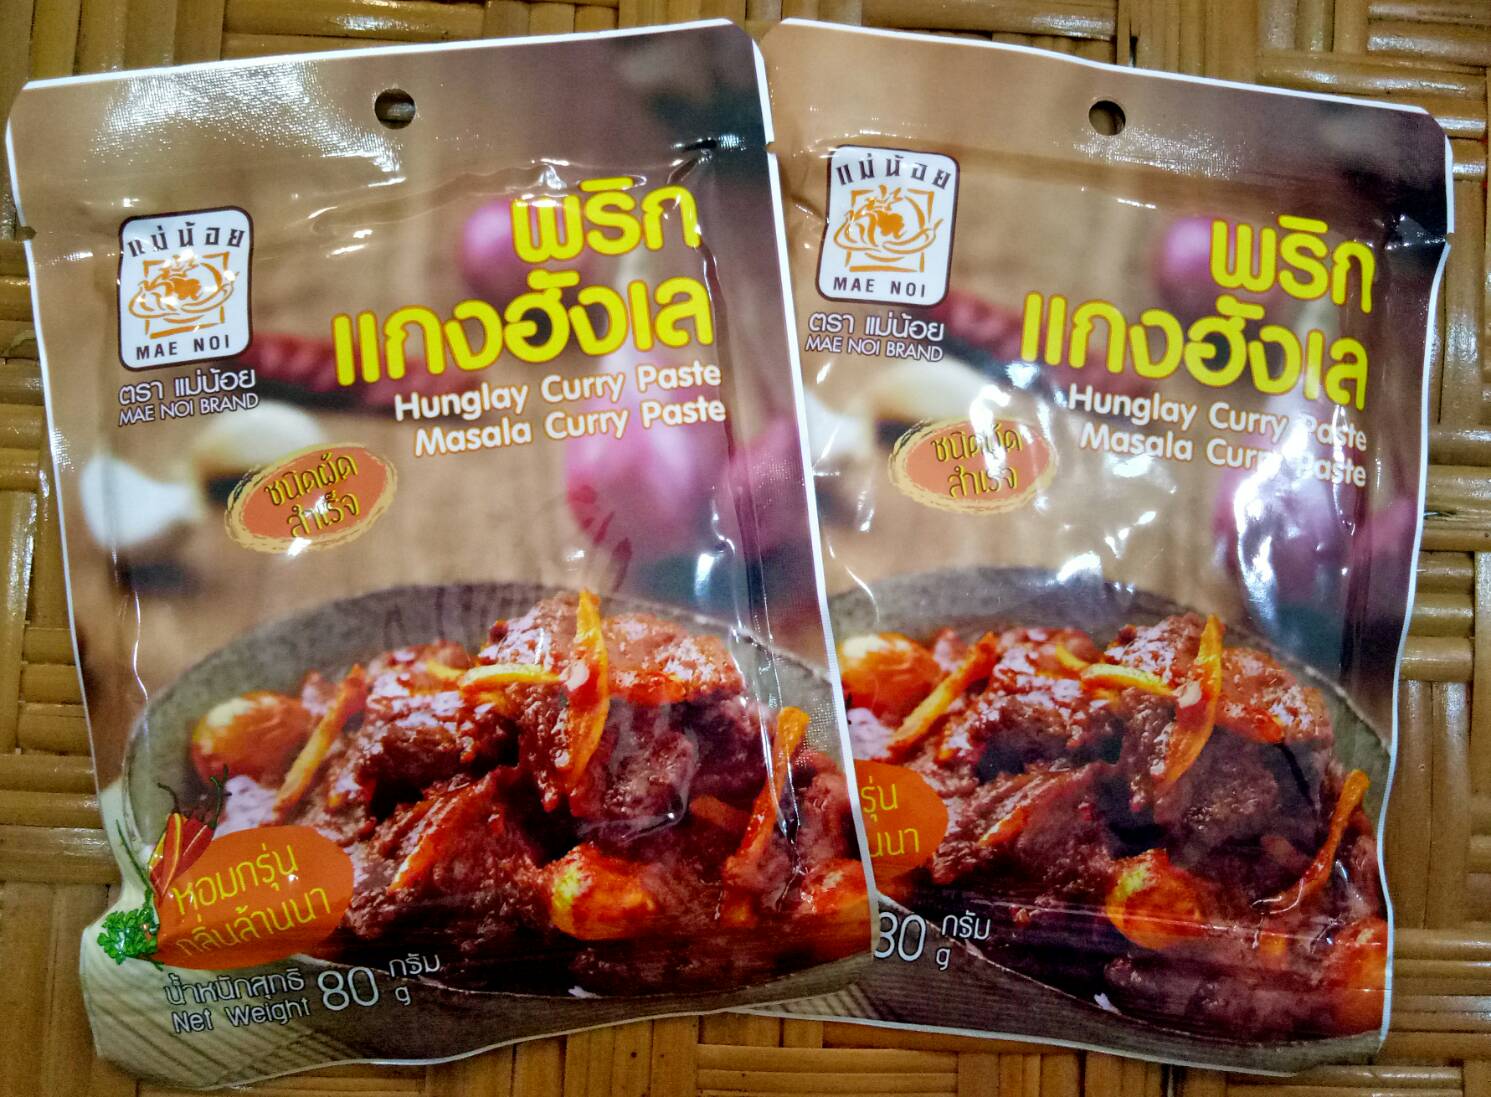 แม่น้อย
MAE NOI
ตรา แม่น้อย
MAE NOI BRAND
พริก
แกงฮังเล
Hunglay Curry Paste
Masala Curry Paste
ชนิดผัด
สำเร็จ
หอมกรุ่น
กลิ่นล้านนา
น้ำหนักสุทธิ 80 กรัม
Net Weight g
แม่น้อย
MAE NOI
ตรา แม่น้อย
MAE NOI BRAND
พริก
แกงฮังเล
Hunglay Curry Paste
Masala Curry Paste
ชนิดผัด
สำเร็จ
รุ่น
นนา
80 กรัม
g